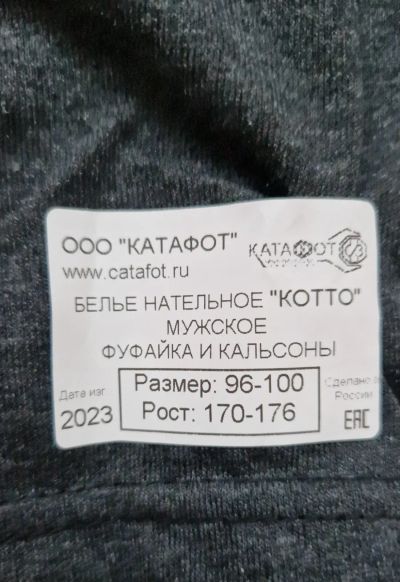 ООО "КАТАФОТ"
КАТАФОТ
www.catafot.ru
БЕЛЬЕ НАТЕЛЬНОЕ "КОТТО"
МУЖСКОЕ
ФУФАЙКА И КАЛЬСОНЫ
Дата изг
2023
Размер: 96-100
Рост: 170-176
Сделано в
России
EAC